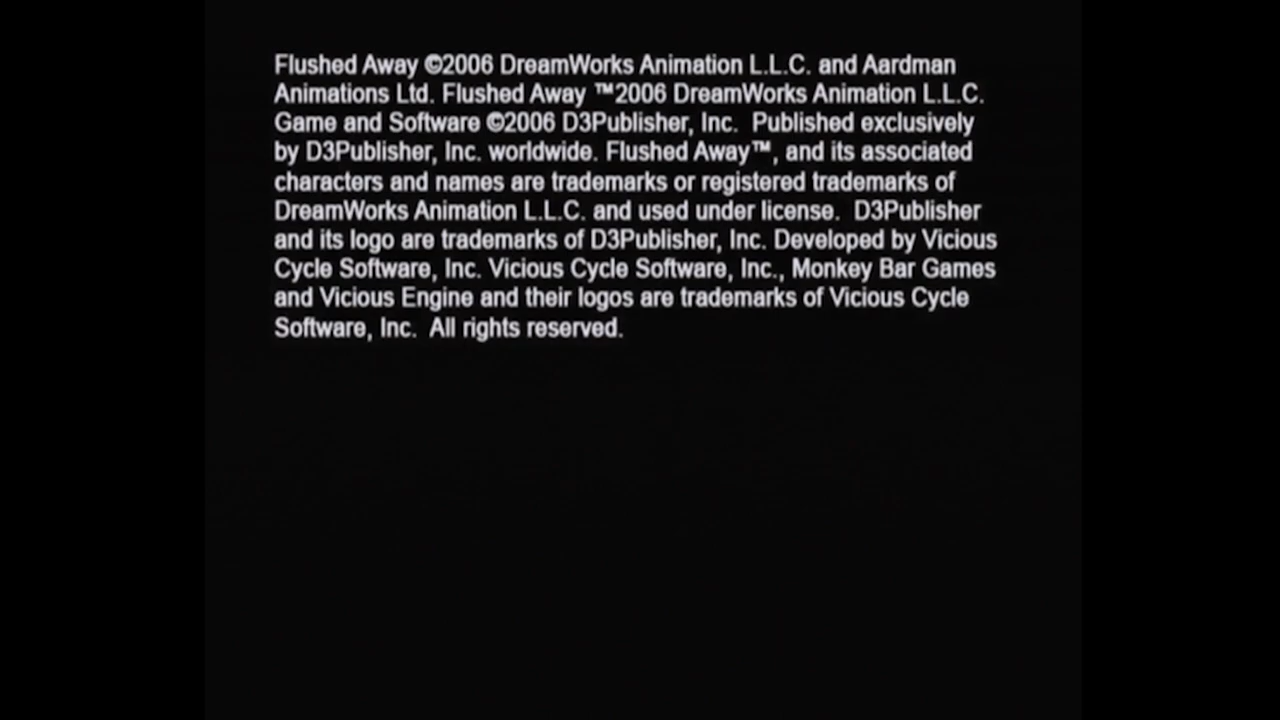 Flushed Away ©2006 DreamWorks Animation L.L.C. and Aardman
Animations Ltd. Flushed Away ™2006 DreamWorks Animation L.L.C.
Game and Software ©2006 D3Publisher, Inc.  Published exclusively
by D3Publisher, Inc. worldwide. Flushed Away™, and its associated
characters and names are trademarks or registered trademarks of
DreamWorks Animation L.L.C. and used under license.  D3Publisher
and its logo are trademarks of D3Publisher, Inc. Developed by Vicious
Cycle Software, Inc. Vicious Cycle Software, Inc., Monkey Bar Games
and Vicious Engine and their logos are trademarks of Vicious Cycle
Software, Inc.  All rights reserved.